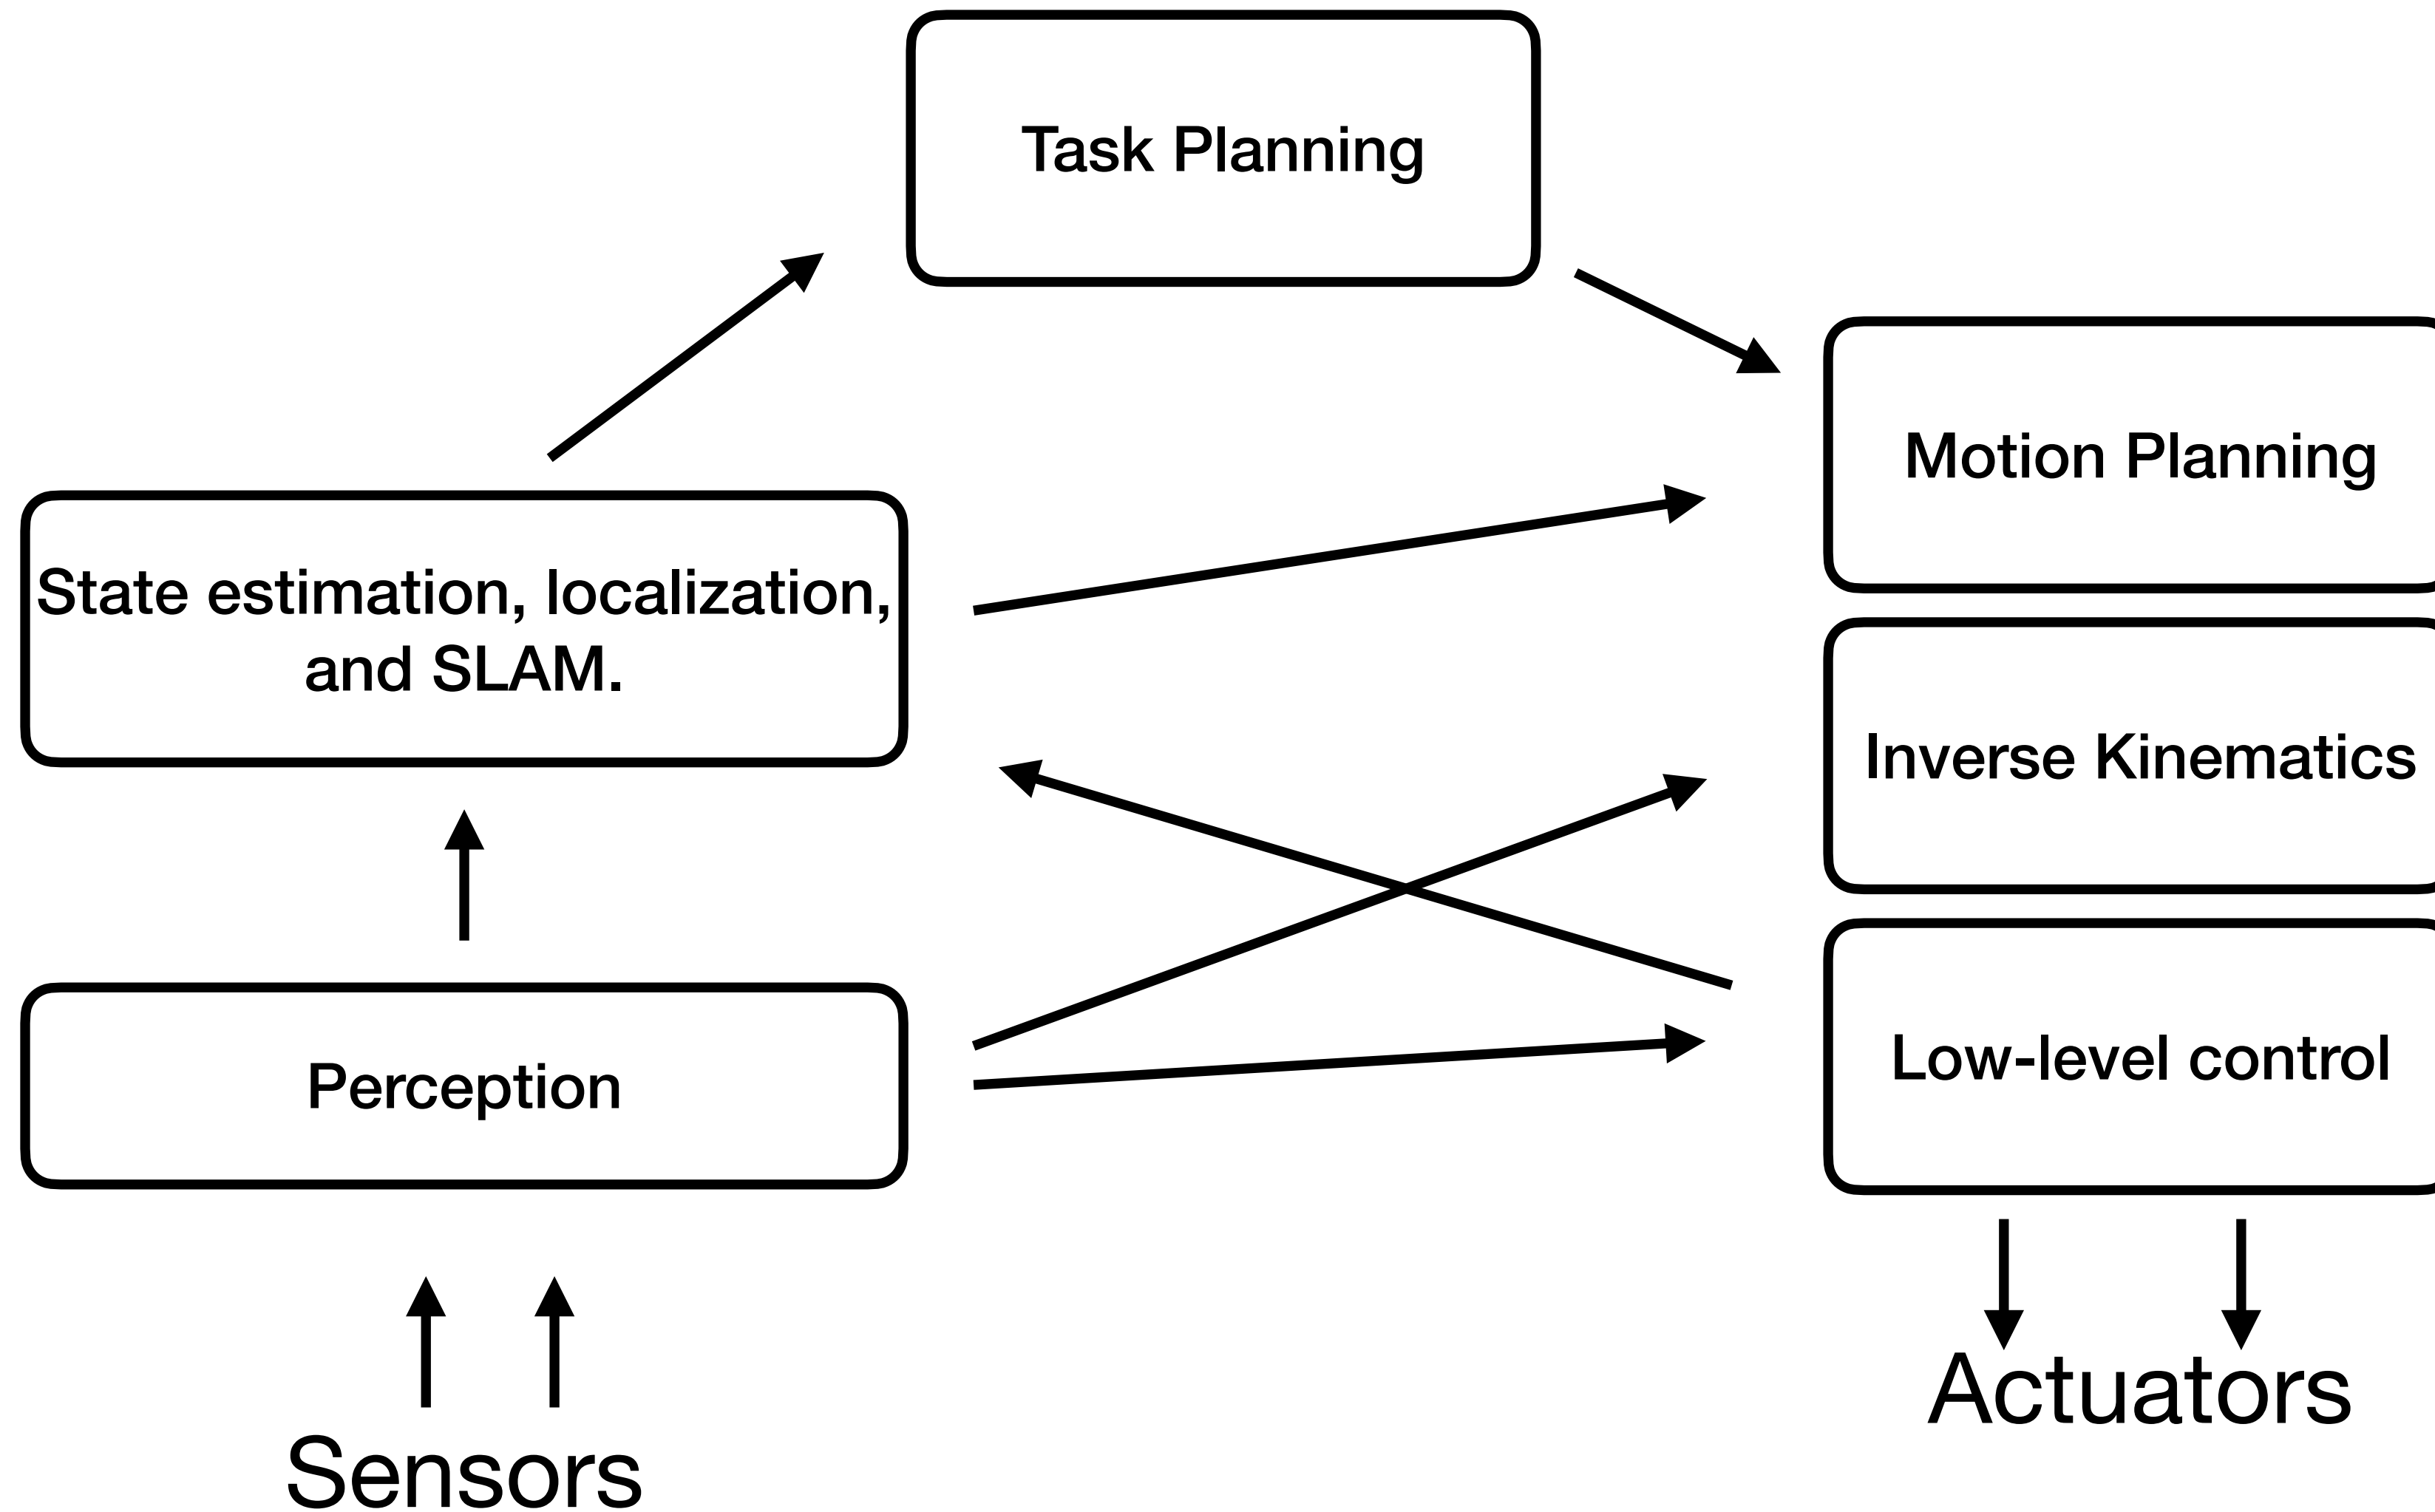 Task Planning
Motion Planning
State estimation, localization,
and SLAM.
Inverse Kinematics
Perception
Low-level control
Actuators
Sensors